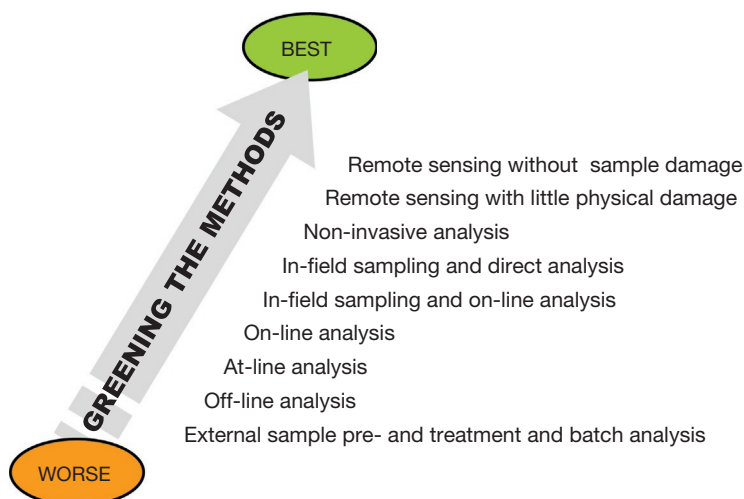 BEST
GREENING THE METHODS
Remote sensing without sample damage
Remote sensing with little physical damage
Non-invasive analysis
In-field sampling and direct analysis
In-field sampling and on-line analysis
On-line analysis
At-line analysis
Off-line analysis
External sample pre- and treatment and batch analysis
WORSE